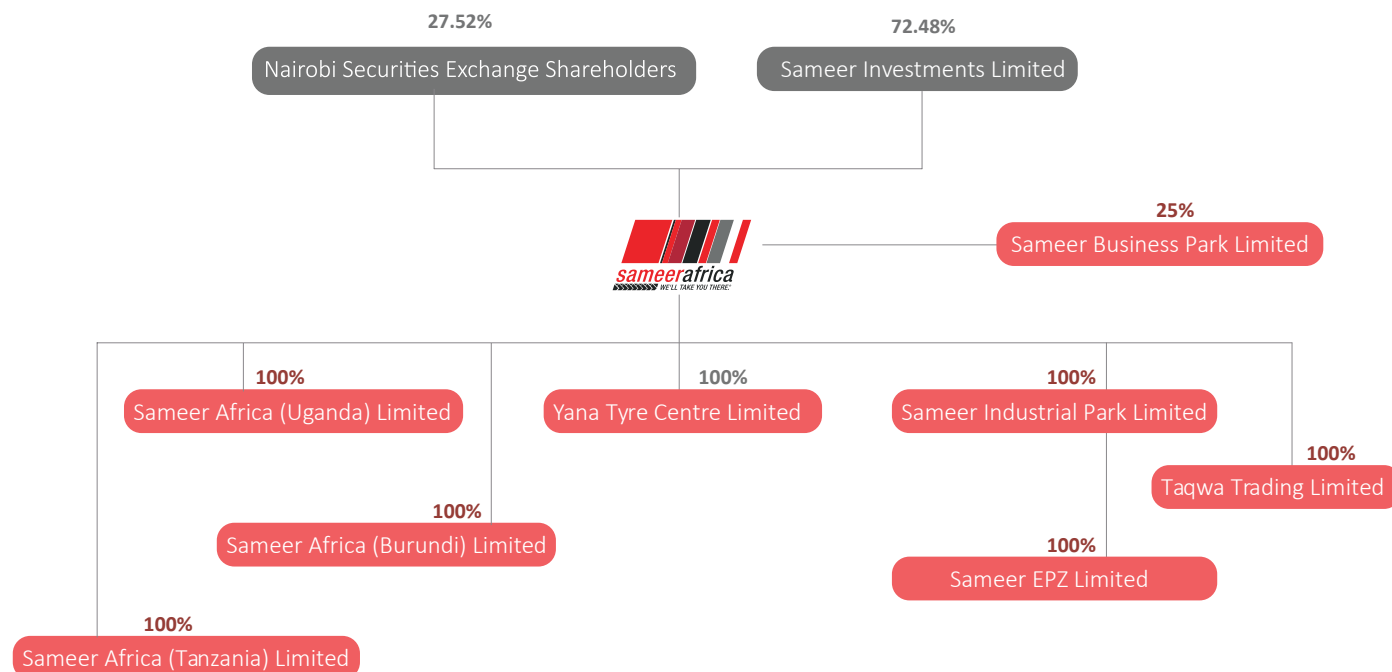 27.52%
72.48%
Nairobi Securities Exchange Shareholders
Sameer Investments Limited
25%
Sameer Business Park Limited
sameerafrica
WE'LL TAKE YOU THERE.
100%
100%
100%
Sameer Africa (Uganda) Limited
Yana Tyre Centre Limited
Sameer Industrial Park Limited
100%
Taqwa Trading Limited
100%
Sameer Africa (Burundi) Limited
100%
Sameer EPZ Limited
100%
Sameer Africa (Tanzania) Limited